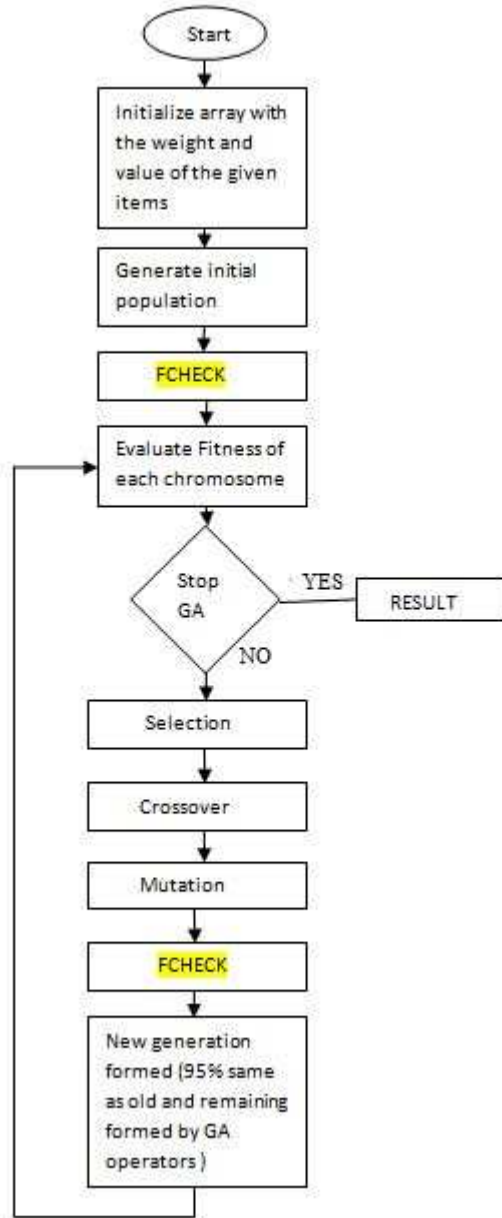 Start
Initialize array with
the weight and
value of the given
items
Generate initial
population
FCHECK
Evaluate Fitness of
each chromosome
Stop
GA
YES
RESULT
NO
Selection
Crossover
Mutation
FCHECK
New generation
formed (95% same
as old and remaining
formed by GA
operators )